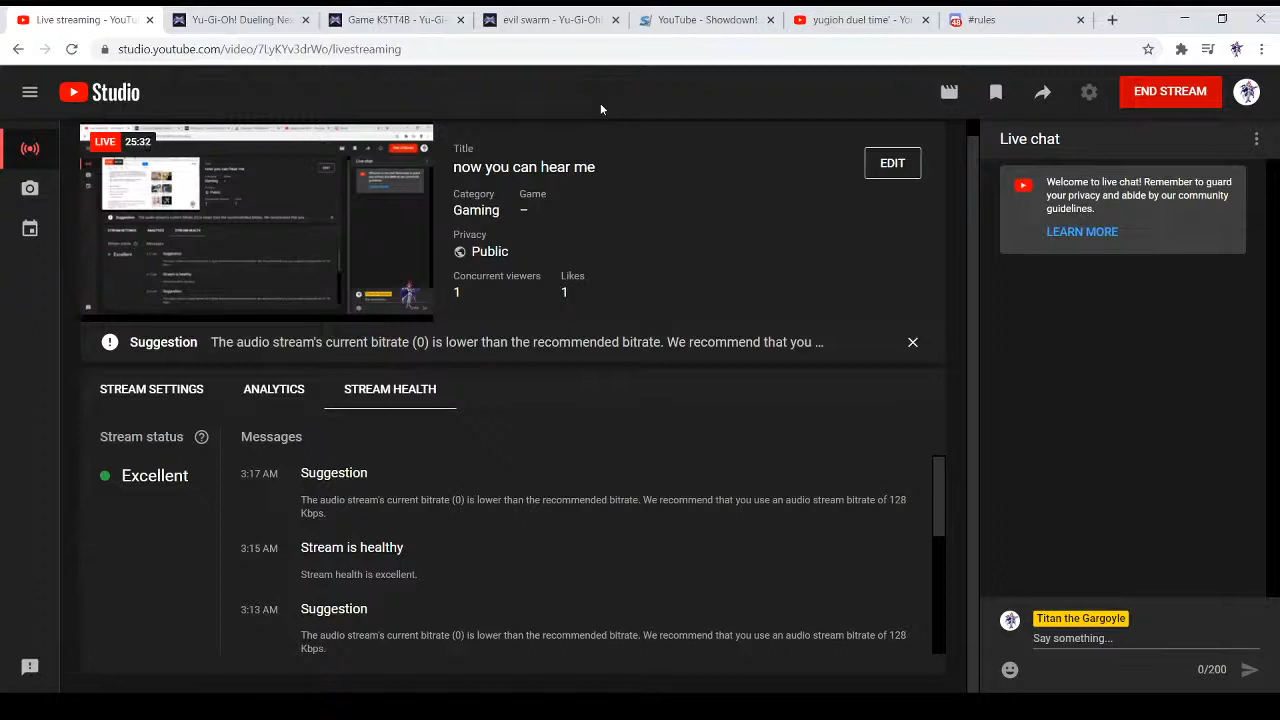 Live streaming - YouTu
Yu-Gi-Oh! Dueling Ne
Game K5TT4B - Yu-Gi-
evil swarm - Yu-Gi-Oh!
YouTube - Showdown!
yugioh duel time - Yo
48
#rules
studio.youtube.com/video/7LyKYv3drWo/livestreaming
Studio
END STREAM
LIVE 25:32
Title
now you can hear me
EDIT
Category Game
Gaming –
Privacy
Public
Concurrent viewers Likes
1 1
Suggestion The audio stream's current bitrate (0) is lower than the recommended bitrate. We recommend that you ...
STREAM SETTINGS ANALYTICS STREAM HEALTH
Stream status
Excellent
Messages
3:17 AM Suggestion
The audio stream's current bitrate (0) is lower than the recommended bitrate. We recommend that you use an audio stream bitrate of 128
Kbps.
3:15 AM Stream is healthy
Stream health is excellent.
3:13 AM Suggestion
The audio stream's current bitrate (0) is lower than the recommended bitrate. We recommend that you use an audio stream bitrate of 128
Kbps.
Live chat
Welcome to live chat! Remember to guard
your privacy and abide by our community
guidelines.
LEARN MORE
Titan the Gargoyle
Say something...
0/200